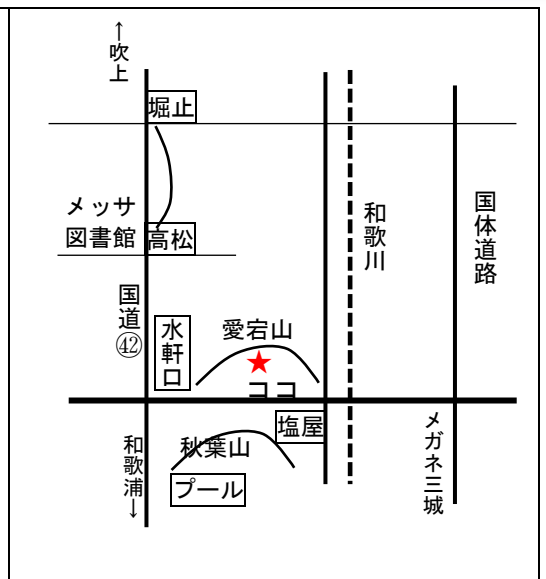 ↑吹上
堀止
メッサ
図書館
高松
和歌川
国体道路
国道㊷
水軒口
愛宕山
★
ココ
塩屋
秋葉山
プール
和歌浦↓
メガネ三城